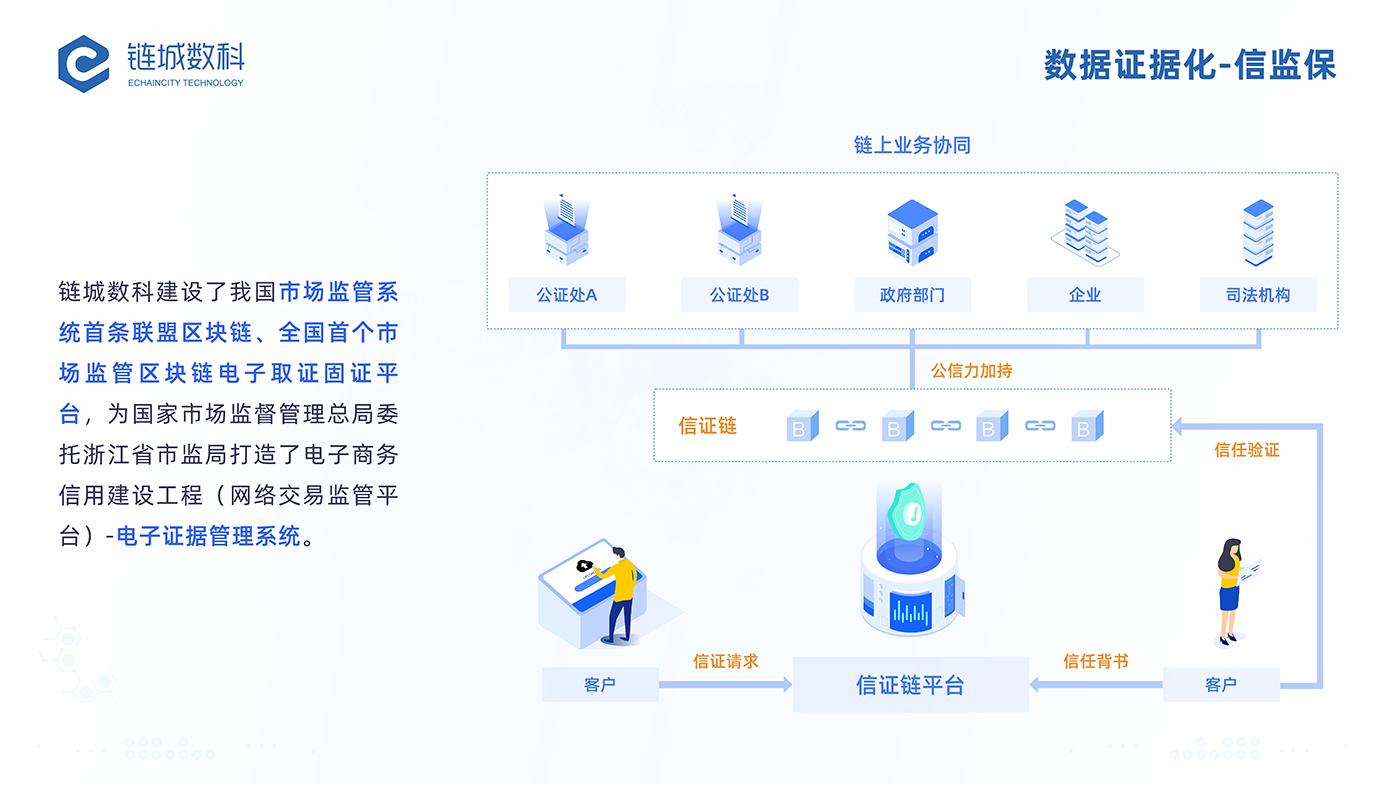 链城数科
ECHAINCITY TECHNOLOGY
数据证据化-信监保
链城数科建设了我国市场监管系
统首条联盟区块链、全国首个市
场监管区块链电子取证固证平
台，为国家市场监督管理总局委
托浙江省市监局打造了电子商务
信用建设工程（网络交易监管平
台）-电子证据管理系统。
链上业务协同
公证处A
公证处B
政府部门
企业
司法机构
公信力加持
信证链
B
B
B
B
信任验证
客户
信证请求
信证链平台
信任背书
客户